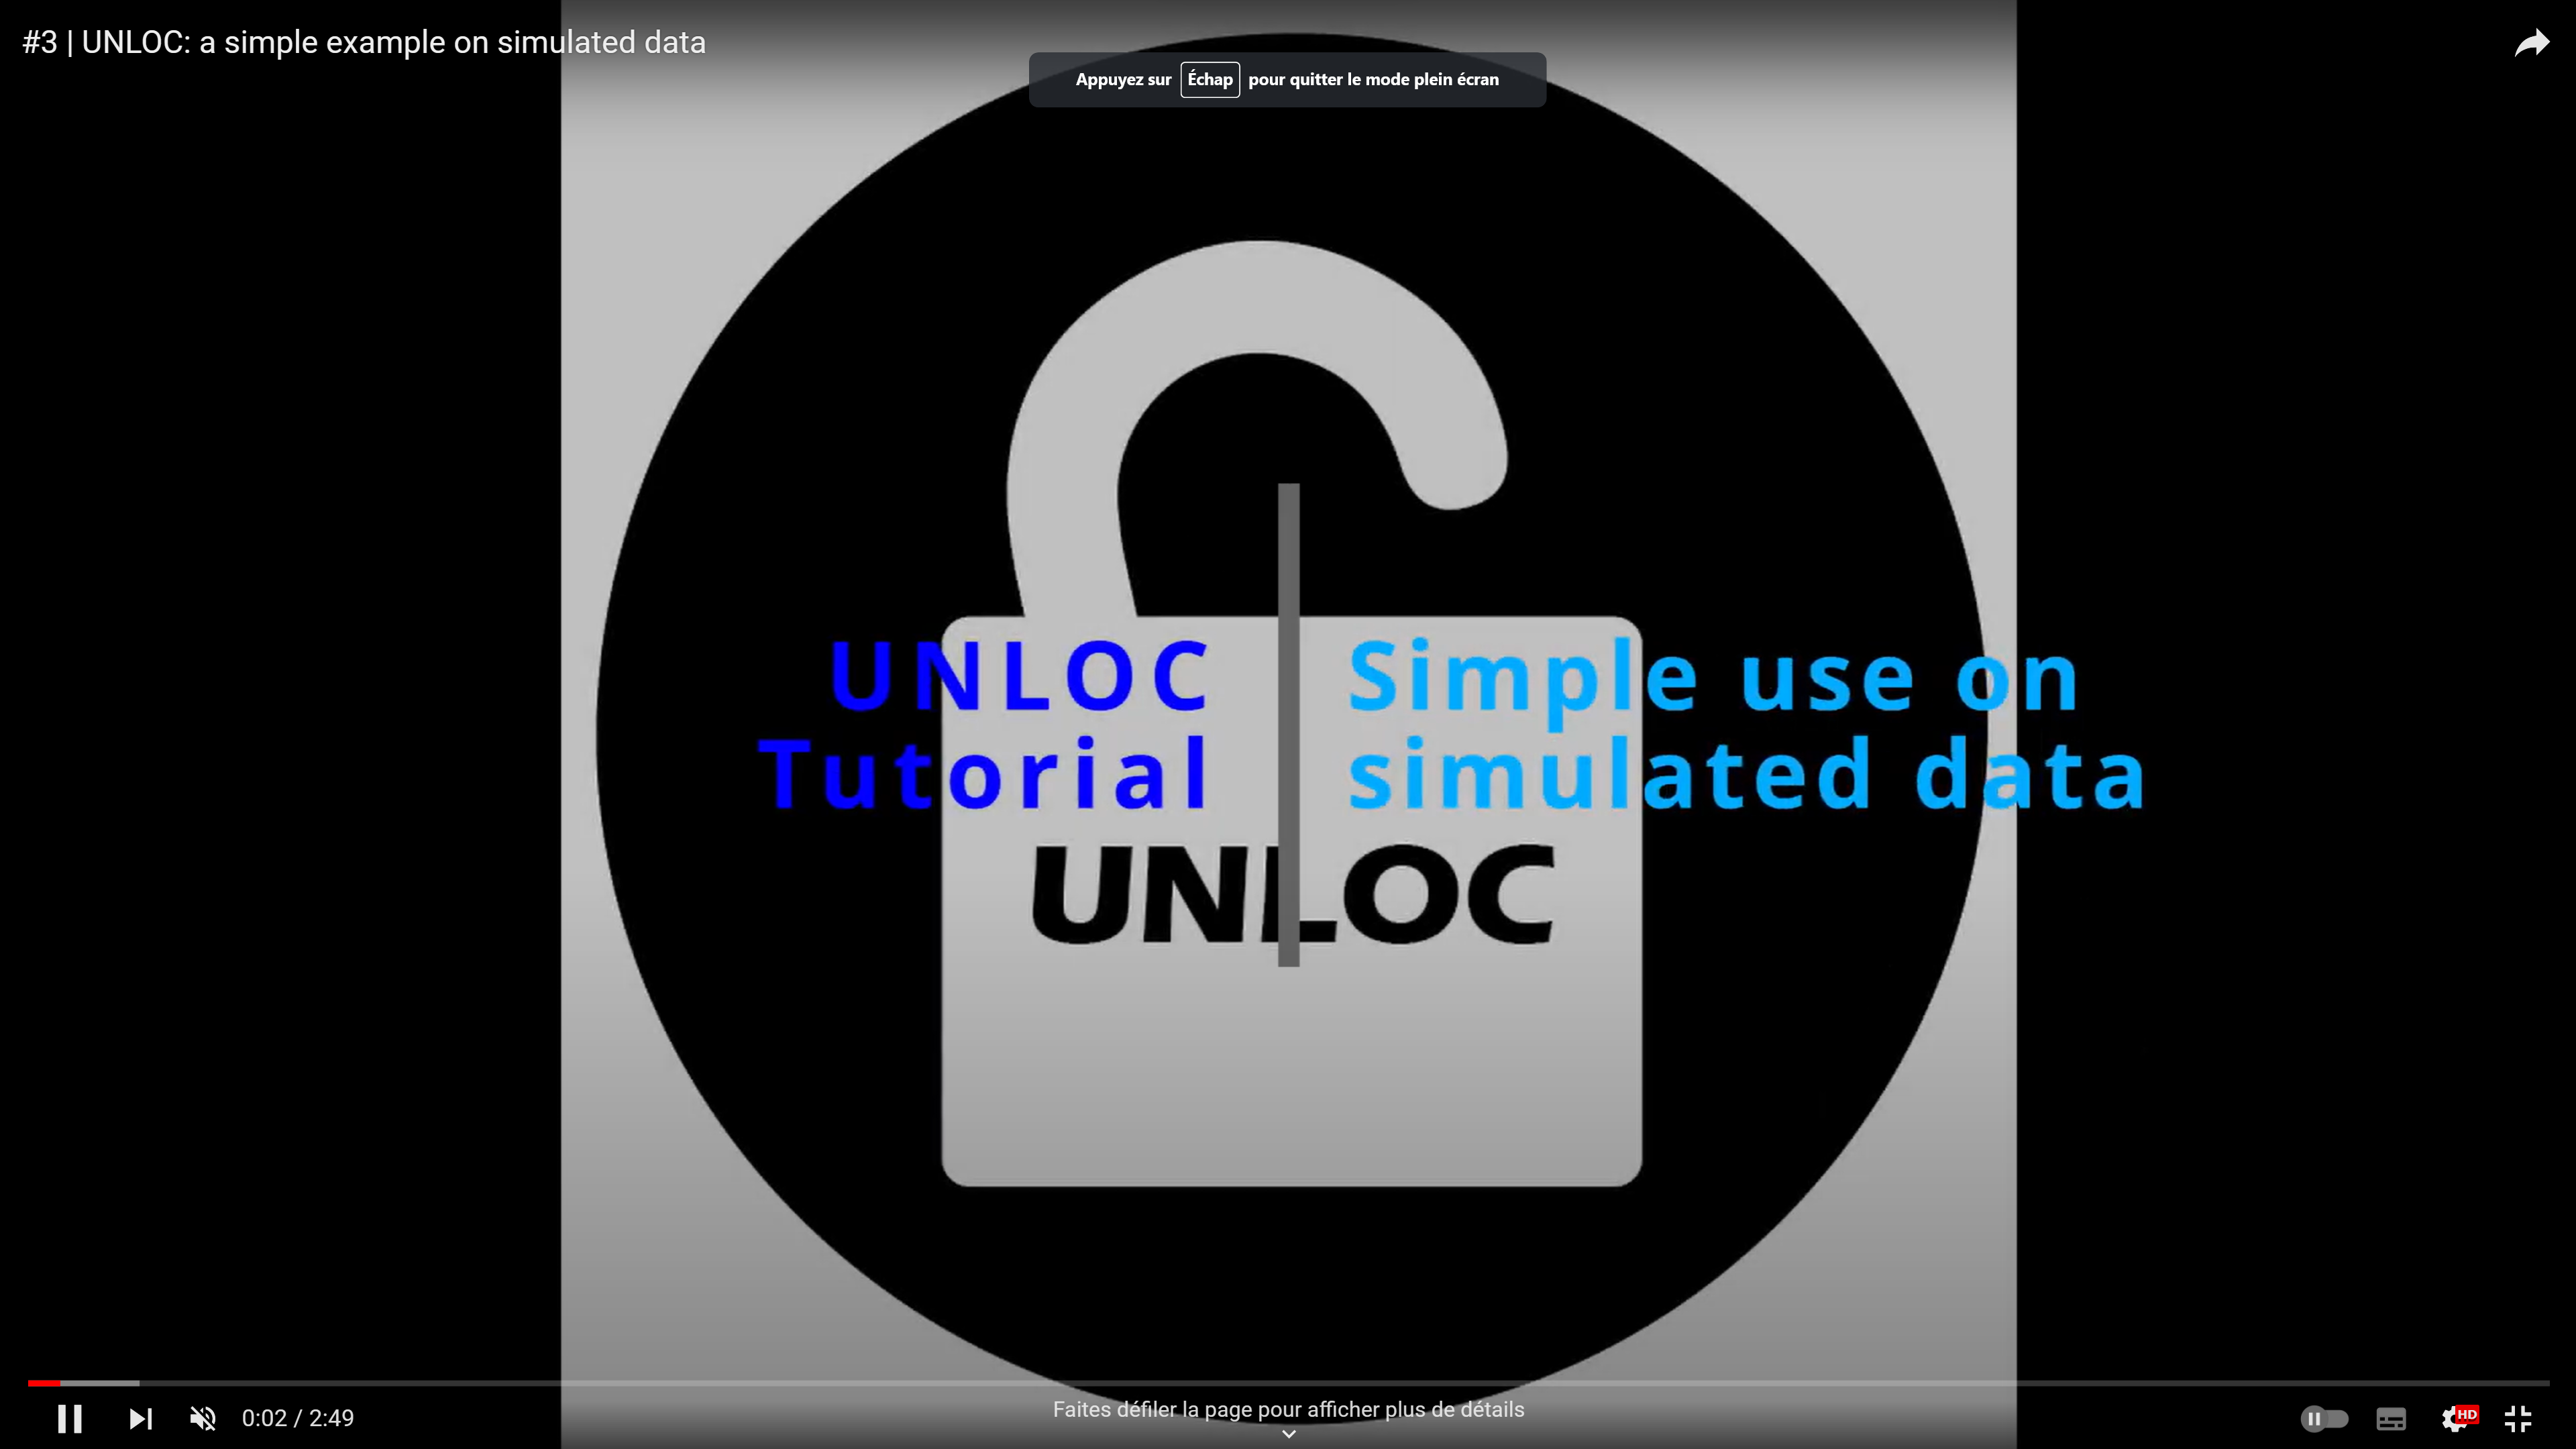 #3 | UNLOC: a simple example on simulated data
Appuyez sur Échap pour quitter le mode plein écran
UNLOC
Tutorial
Simple use on
simulated data
UNLOC
Faites défiler la page pour afficher plus de détails
0:02 / 2:49
HD